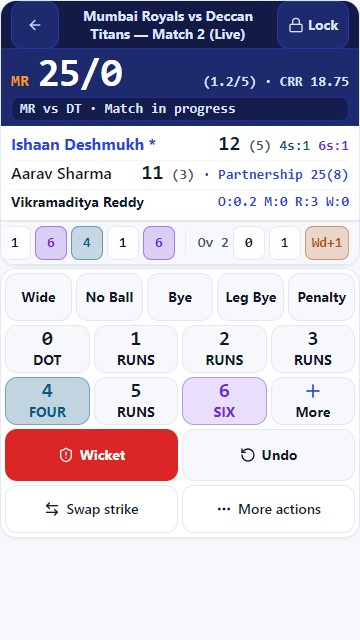 Mumbai Royals vs Deccan
Titans — Match 2 (Live)
Lock
MR 25/0 (1.2/5) · CRR 18.75
MR vs DT · Match in progress
Ishaan Deshmukh * 12 (5) 4s:1 6s:1
Aarav Sharma 11 (3) · Partnership 25(8)
Vikramaditya Reddy O:0.2 M:0 R:3 W:0
1 6 4 1 6 Ov 2 0 1 Wd+1
Wide No Ball Bye Leg Bye Penalty
0 1 2 3
DOT RUNS RUNS RUNS
4 5 6 +
FOUR RUNS SIX More
Wicket Undo
Swap strike More actions